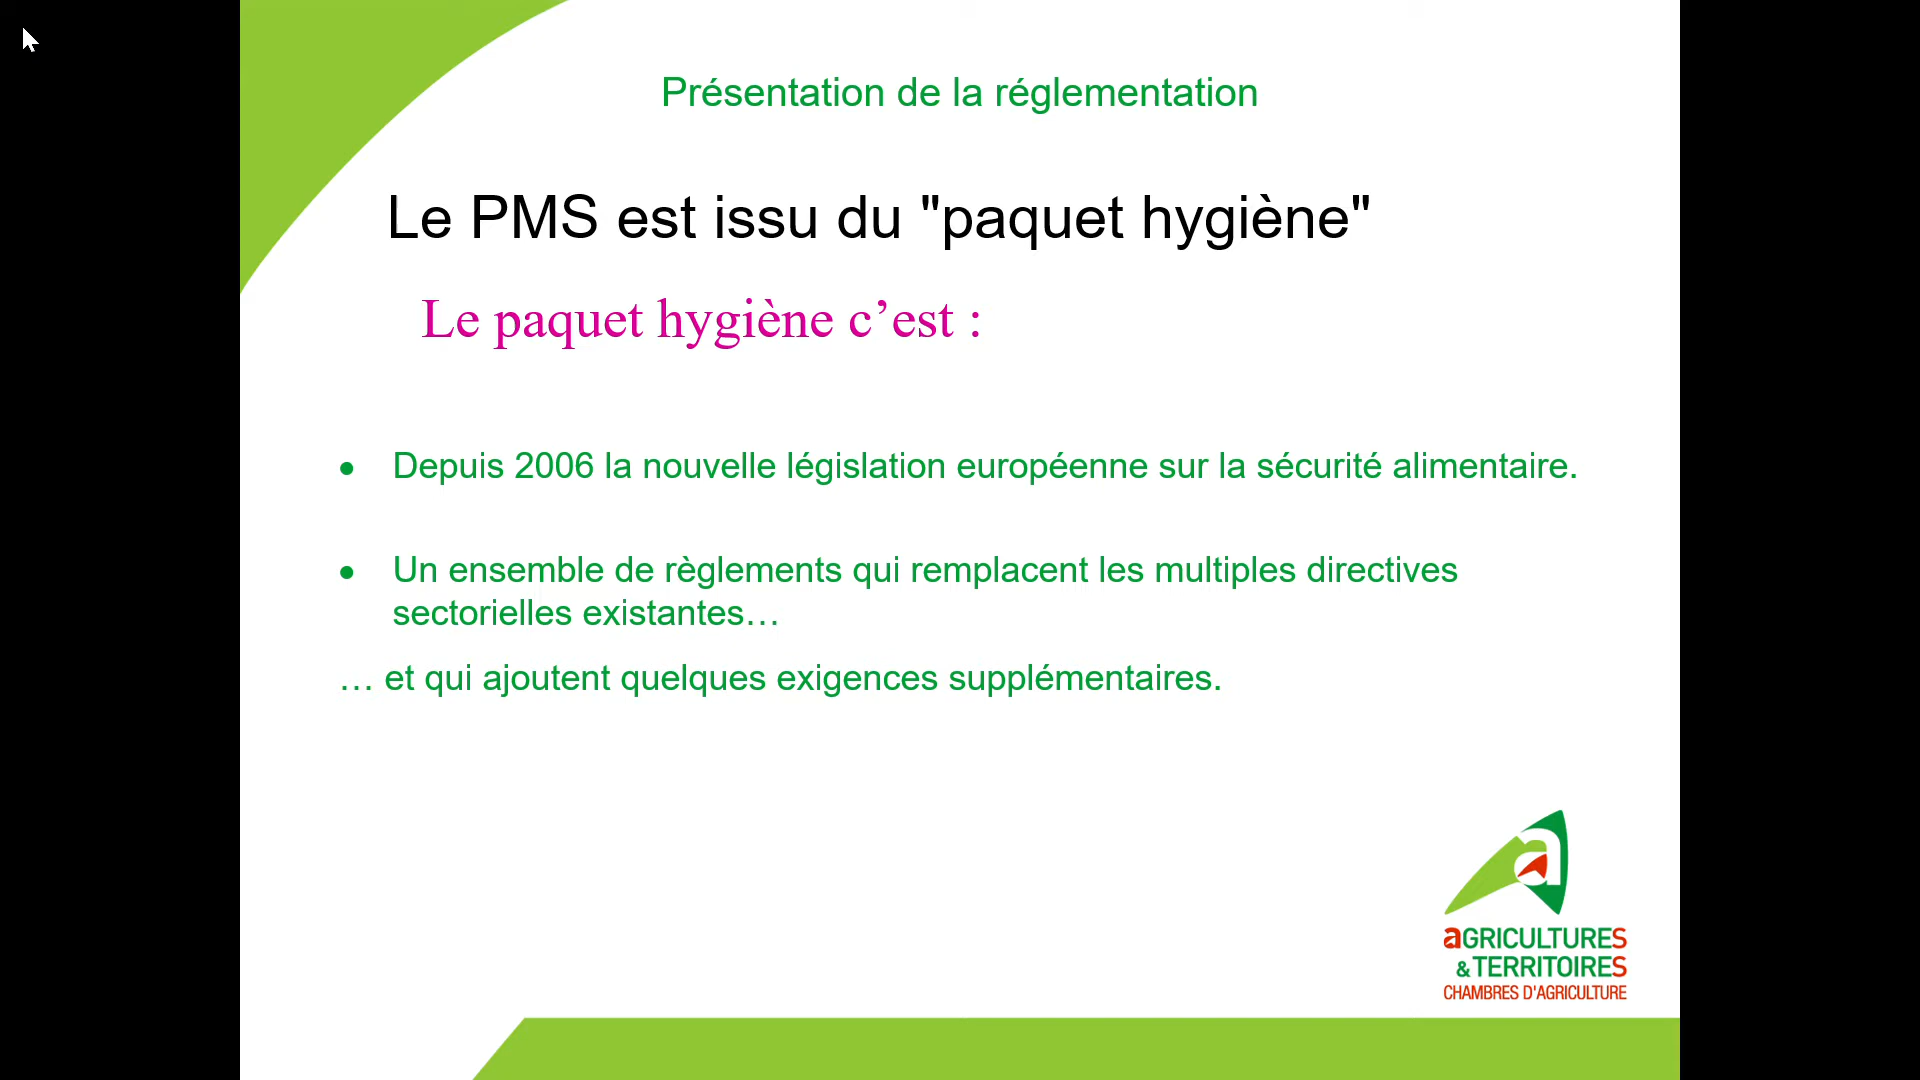 Présentation de la réglementation
Le PMS est issu du "paquet hygiène"
Le paquet hygiène c’est :
• Depuis 2006 la nouvelle législation européenne sur la sécurité alimentaire.
• Un ensemble de règlements qui remplacent les multiples directives
sectorielles existantes…
… et qui ajoutent quelques exigences supplémentaires.
a
aGRICULTURES
&TERRITOIRES
CHAMBRES D'AGRICULTURE